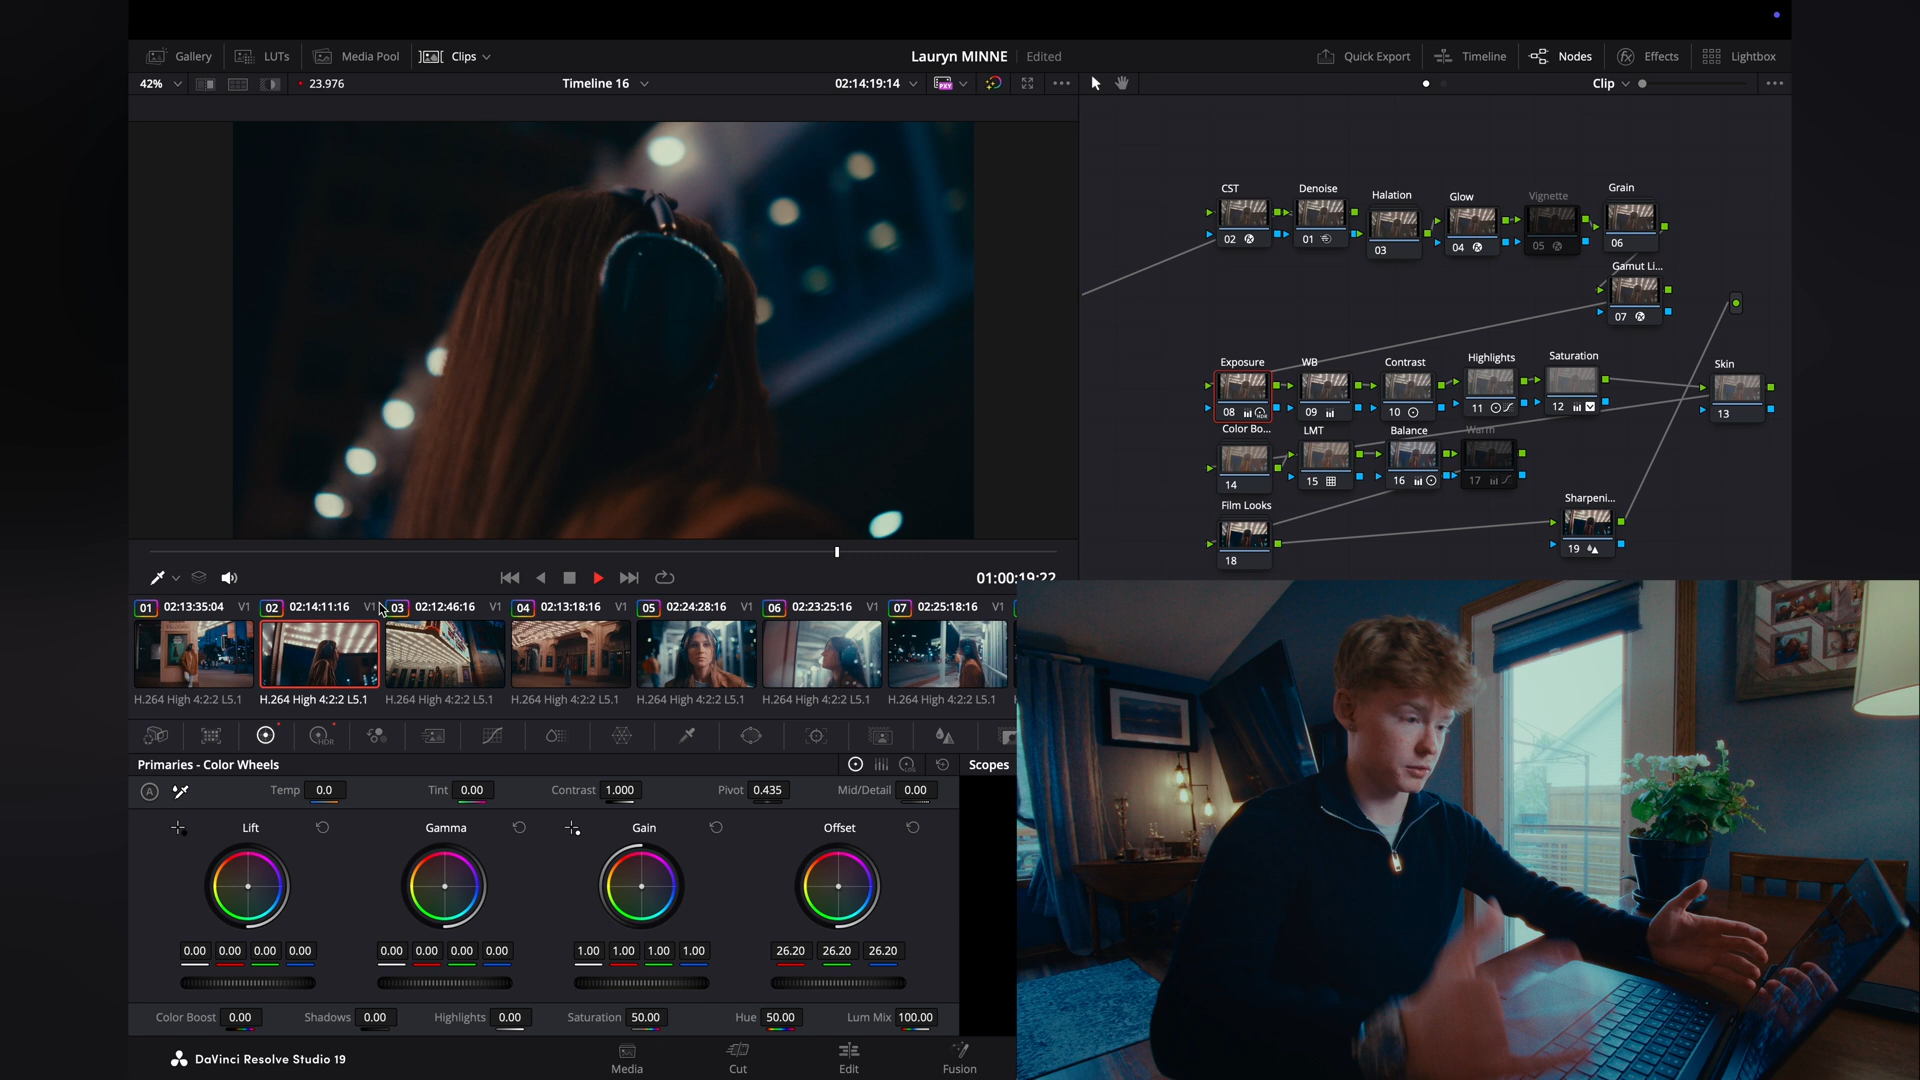 Gallery LUTs Media Pool Clips Lauryn MINNE Edited Quick Export Timeline Nodes Effects Lightbox
42% 23.976 Timeline 16 02:14:19:14 PXY Clip
CST Denoise Halation Glow Vignette Grain
02 01 03 04 05 06
Gamut Li...
07
Exposure WB Contrast Highlights Saturation Skin
08 HDR 09 10 11 12 13
Color Bo... LMT Balance Warm
14 15 16 17
Film Looks Sharpeni...
18 19
01:00:19:22
01 02:13:35:04 V1 02 02:14:11:16 V1 03 02:12:46:16 V1 04 02:13:18:16 V1 05 02:24:28:16 V1 06 02:23:25:16 V1 07 02:25:18:16 V1
H.264 High 4:2:2 L5.1 H.264 High 4:2:2 L5.1 H.264 High 4:2:2 L5.1 H.264 High 4:2:2 L5.1 H.264 High 4:2:2 L5.1 H.264 High 4:2:2 L5.1 H.264 High 4:2:2 L5.1
HDR
Primaries - Color Wheels LOG Scopes
A Temp 0.0 Tint 0.00 Contrast 1.000 Pivot 0.435 Mid/Detail 0.00
Lift Gamma Gain Offset
0.00 0.00 0.00 0.00 0.00 0.00 0.00 0.00 1.00 1.00 1.00 1.00 26.20 26.20 26.20
Color Boost 0.00 Shadows 0.00 Highlights 0.00 Saturation 50.00 Hue 50.00 Lum Mix 100.00
DaVinci Resolve Studio 19 Media Cut Edit Fusion